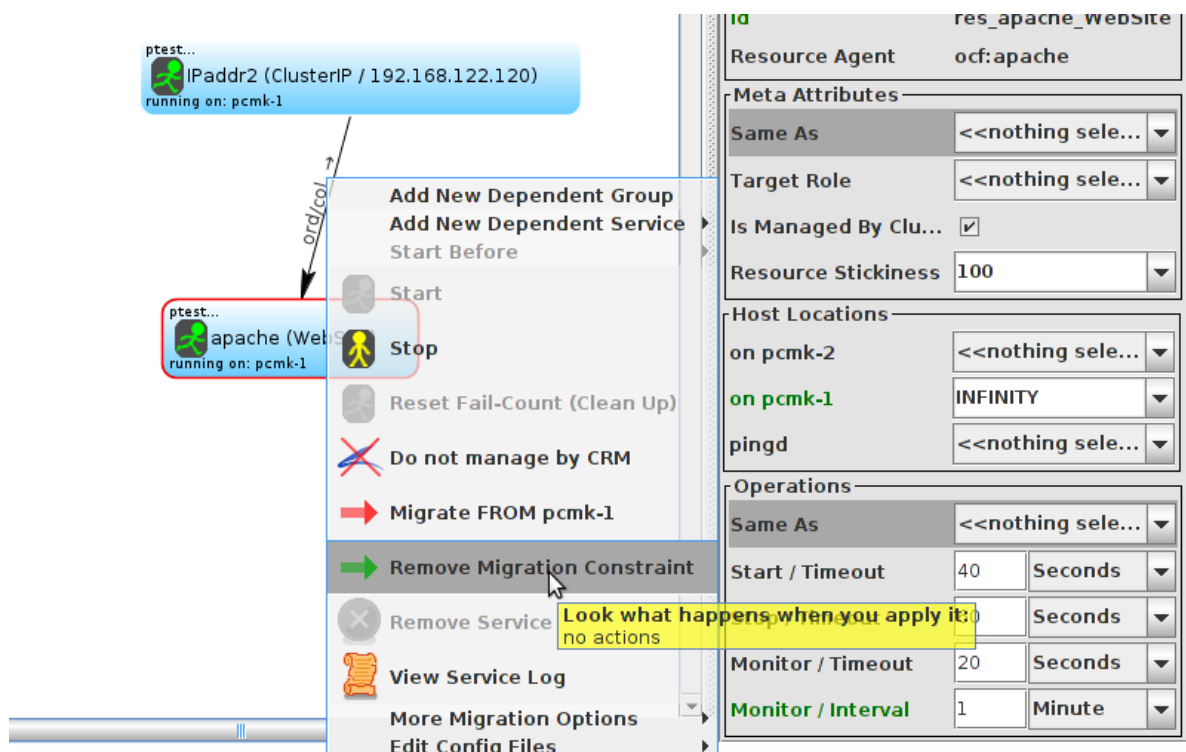 ptest...
IPaddr2 (ClusterIP / 192.168.122.120)
running on: pcmk-1
ord/col →
ptest...
apache (WebSite)
running on: pcmk-1
Add New Dependent Group
Add New Dependent Service
Start Before
Start
Stop
Reset Fail-Count (Clean Up)
Do not manage by CRM
Migrate FROM pcmk-1
Remove Migration Constraint
Remove Service
View Service Log
More Migration Options
Edit Config Files
Look what happens when you apply it:
no actions
Id res_apache_WebSite
Resource Agent ocf:apache
Meta Attributes
Same As <<nothing sele...
Target Role <<nothing sele...
Is Managed By Clu...
Resource Stickiness 100
Host Locations
on pcmk-2 <<nothing sele...
on pcmk-1 INFINITY
pingd <<nothing sele...
Operations
Same As <<nothing sele...
Start / Timeout 40 Seconds
Stop / Timeout Seconds
Monitor / Timeout 20 Seconds
Monitor / Interval 1 Minute